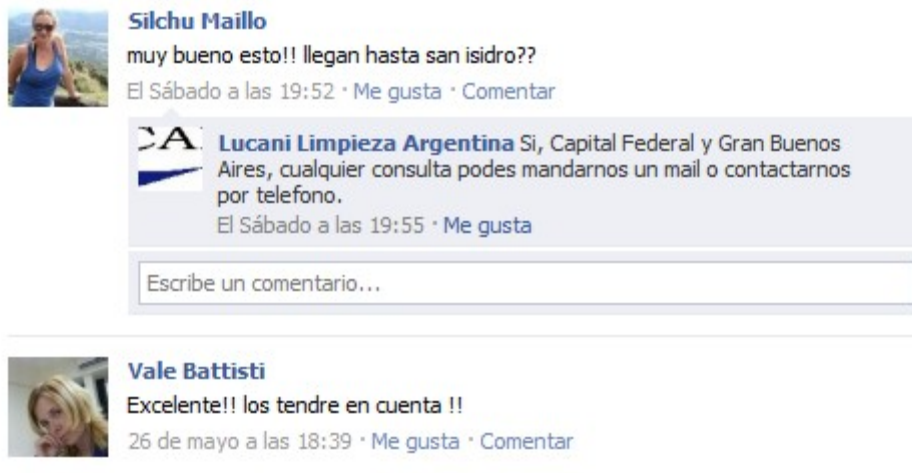 Silchu Maillo
muy bueno esto!! llegan hasta san isidro??
El Sábado a las 19:52 · Me gusta · Comentar
CA
Lucani Limpieza Argentina Si, Capital Federal y Gran Buenos
Aires, cualquier consulta podes mandarnos un mail o contactarnos
por telefono.
El Sábado a las 19:55 · Me gusta
Escribe un comentario...
Vale Battisti
Excelente!! los tendre en cuenta !!
26 de mayo a las 18:39 · Me gusta · Comentar